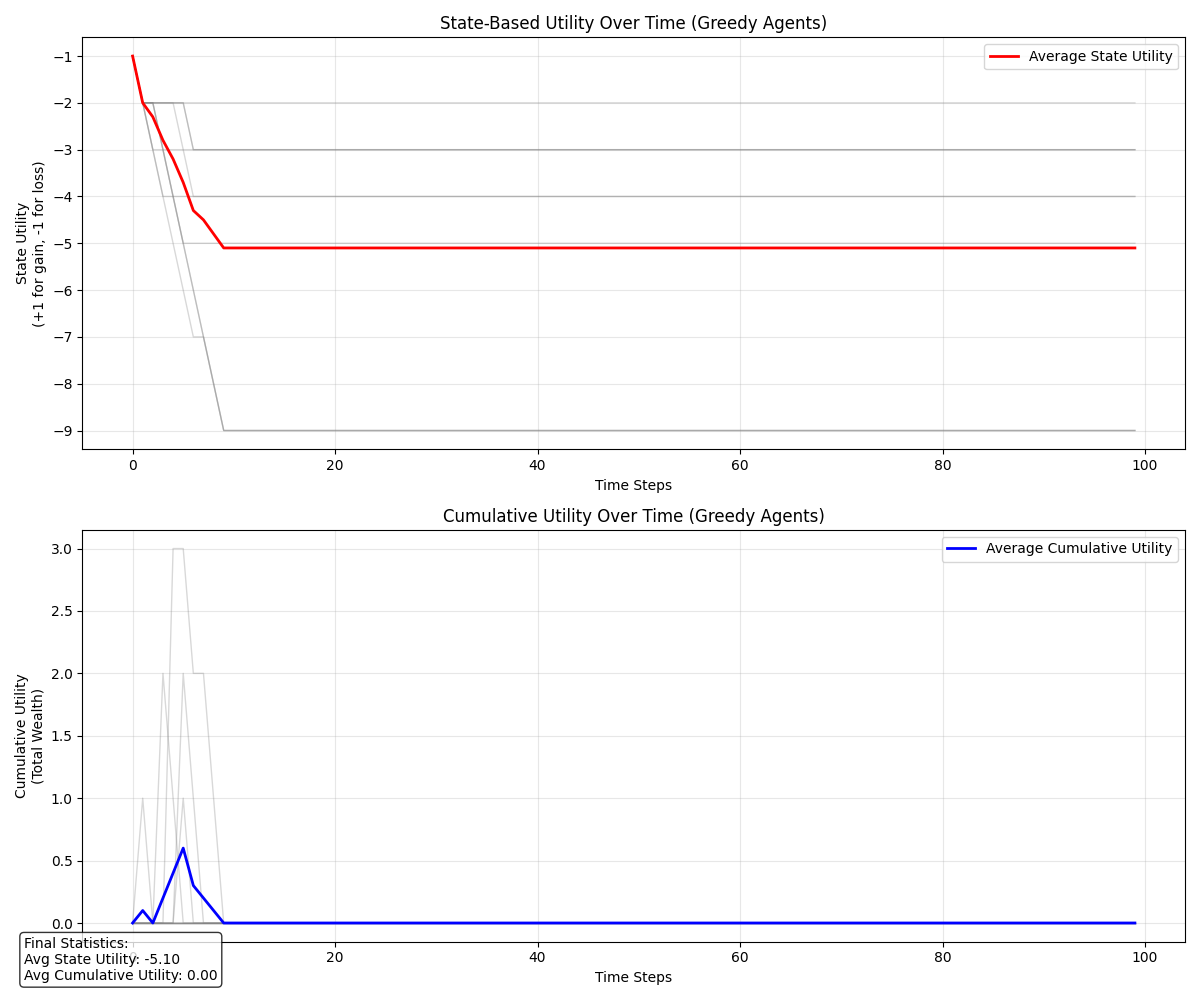 State-Based Utility Over Time (Greedy Agents)
Average State Utility
−1
−2
−3
−4
−5
−6
−7
−8
−9
State Utility
(+1 for gain, -1 for loss)
0
20
40
60
80
100
Time Steps
Cumulative Utility Over Time (Greedy Agents)
Average Cumulative Utility
3.0
2.5
2.0
1.5
1.0
0.5
0.0
Cumulative Utility
(Total Wealth)
20
40
60
80
100
Time Steps
Final Statistics:
Avg State Utility: -5.10
Avg Cumulative Utility: 0.00